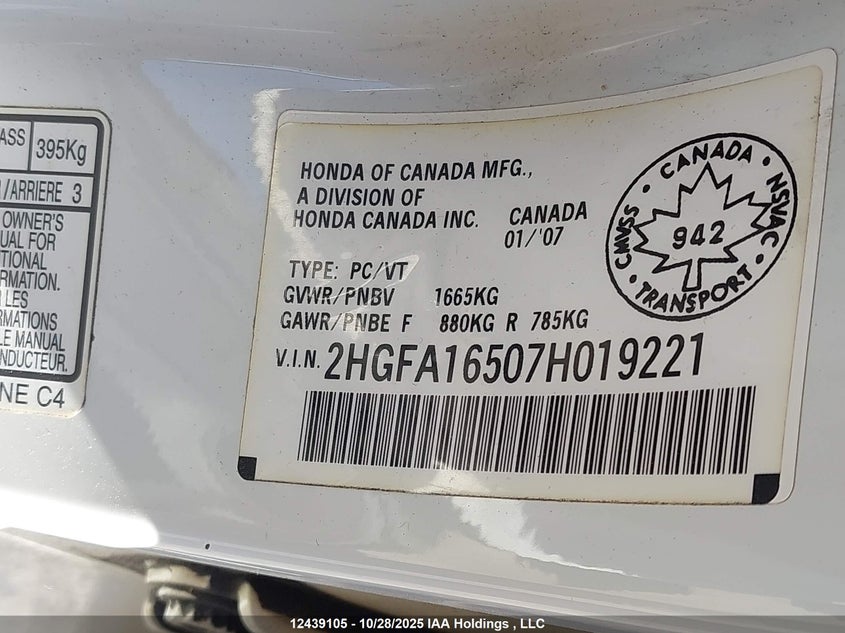 ASS
395Kg
/ARRIERE 3
OWNER'S
UAL FOR
TIONAL
RMATION.
LES
RMATIONS
LE MANUAL
ONDUCTEUR.
NE C4
HONDA OF CANADA MFG.,
A DIVISION OF
HONDA CANADA INC. CANADA
01/'07
TYPE: PC/VT
GVWR/PNBV 1665KG
GAWR/PNBE F 880KG R 785KG
V.I.N. 2HGFA16507H019221
CANADA
CMVSS · 942 · NSVAC
TRANSPORT
12439105 - 10/28/2025 IAA Holdings , LLC